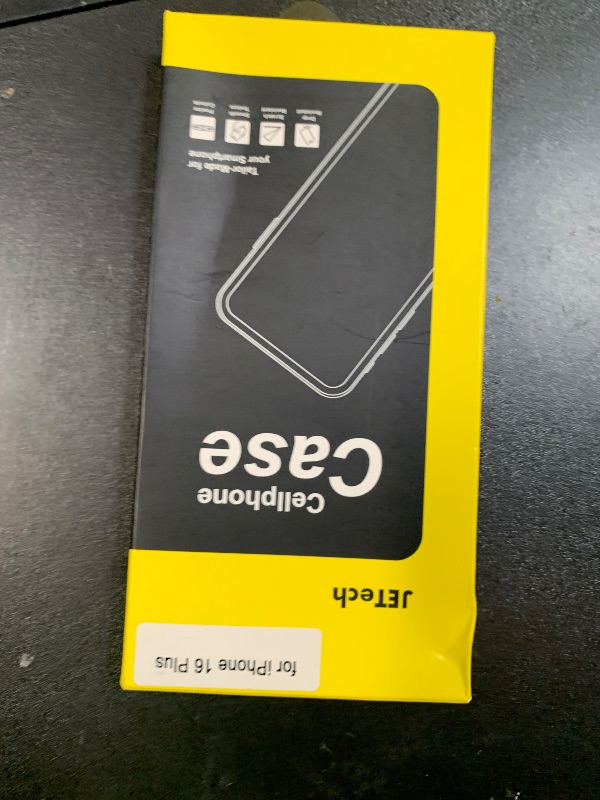 for iPhone 16 Plus
JETech
Cellphone
Case
Tailor-Made for
your Smartphone